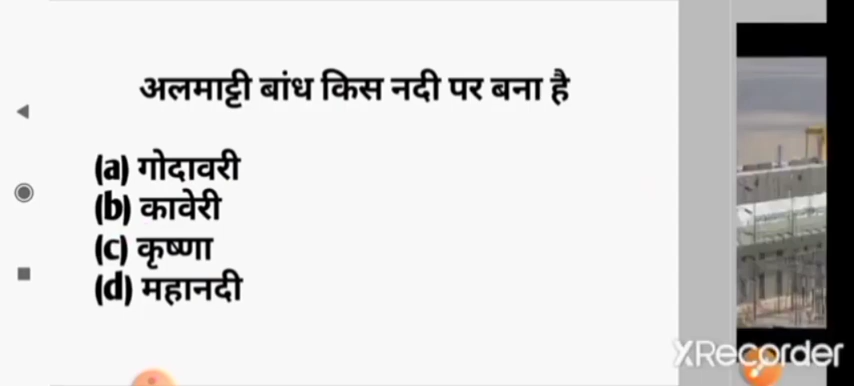 अलमाट्टी बांध किस नदी पर बना है
(a) गोदावरी
(b) कावेरी
(c) कृष्णा
(d) महानदी
XRecorder